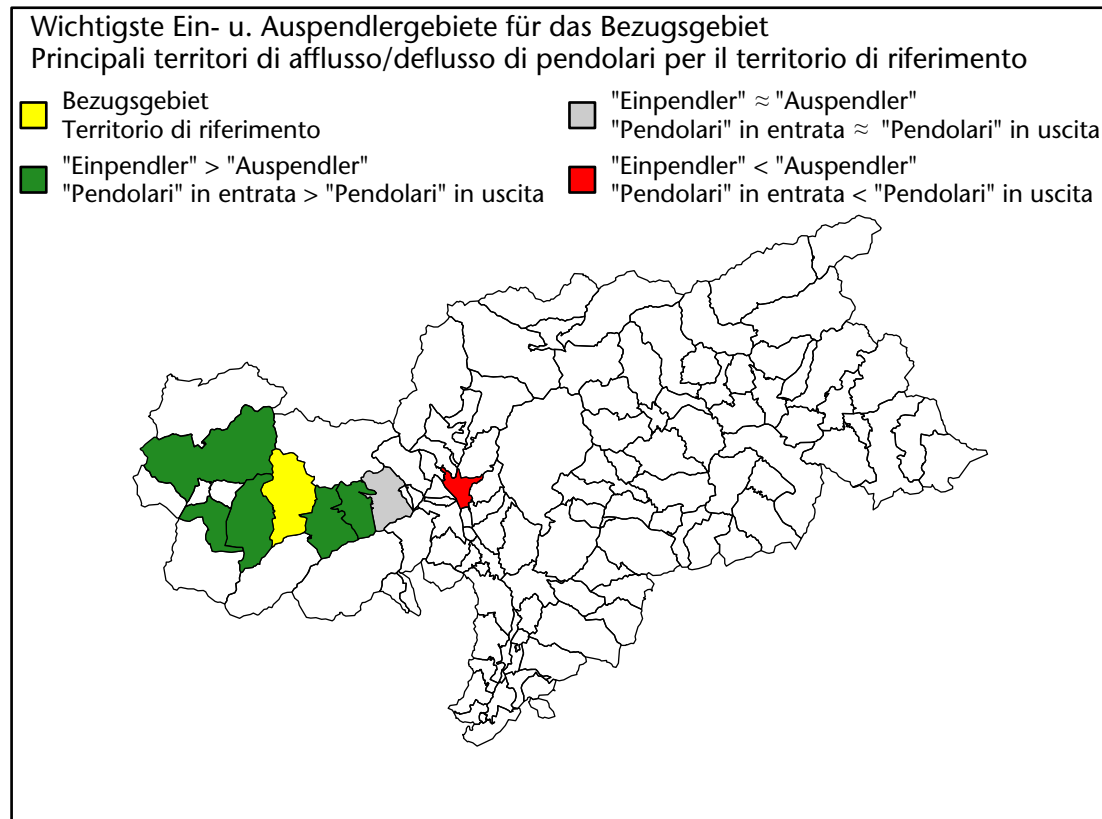 Wichtigste Ein- u. Auspendlergebiete für das Bezugsgebiet
Principali territori di afflusso/deflusso di pendolari per il territorio di riferimento
Bezugsgebiet
Territorio di riferimento
"Einpendler" > "Auspendler"
"Pendolari" in entrata > "Pendolari" in uscita
"Einpendler" ≈ "Auspendler"
"Pendolari" in entrata ≈ "Pendolari" in uscita
"Einpendler" < "Auspendler"
"Pendolari" in entrata < "Pendolari" in uscita